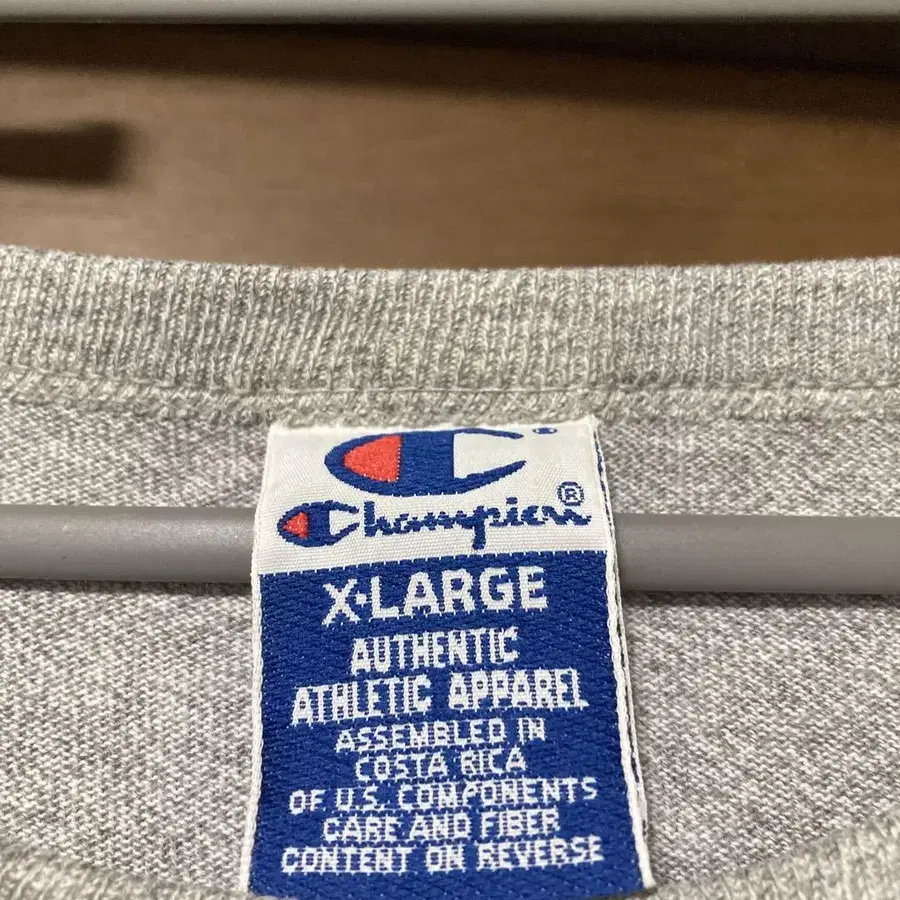 Champion®
X-LARGE
AUTHENTIC
ATHLETIC APPAREL
ASSEMBLED IN
COSTA RICA
OF U.S. COMPONENTS
CARE AND FIBER
CONTENT ON REVERSE